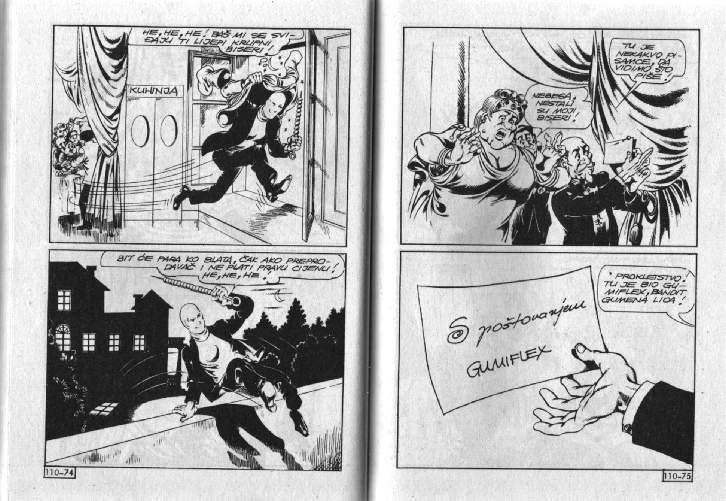 HE, HE, HE! BAŠ MI SE SVI-
ĐAJU TI LIJEPI KRUPNI
BISERI!
KUHINJA
BIT ĆE PARA KO BLATA, ČAK AKO PREPRO-
DAVAČ I NE PLATI PRAVU CIJENU!
HE, HE, HE!
110-74
TU JE
NEKAKVO PI-
SAMCE, DA
VIDIMO ŠTO
PIŠE!
NEBESA,
NESTALI
SU MOJI
BISERI!
PROKLETSTVO,
TU JE BIO GU-
MIFLEX, BANDIT
GUMENA LICA!
S poštovanjem
GUMIFLEX
110-75